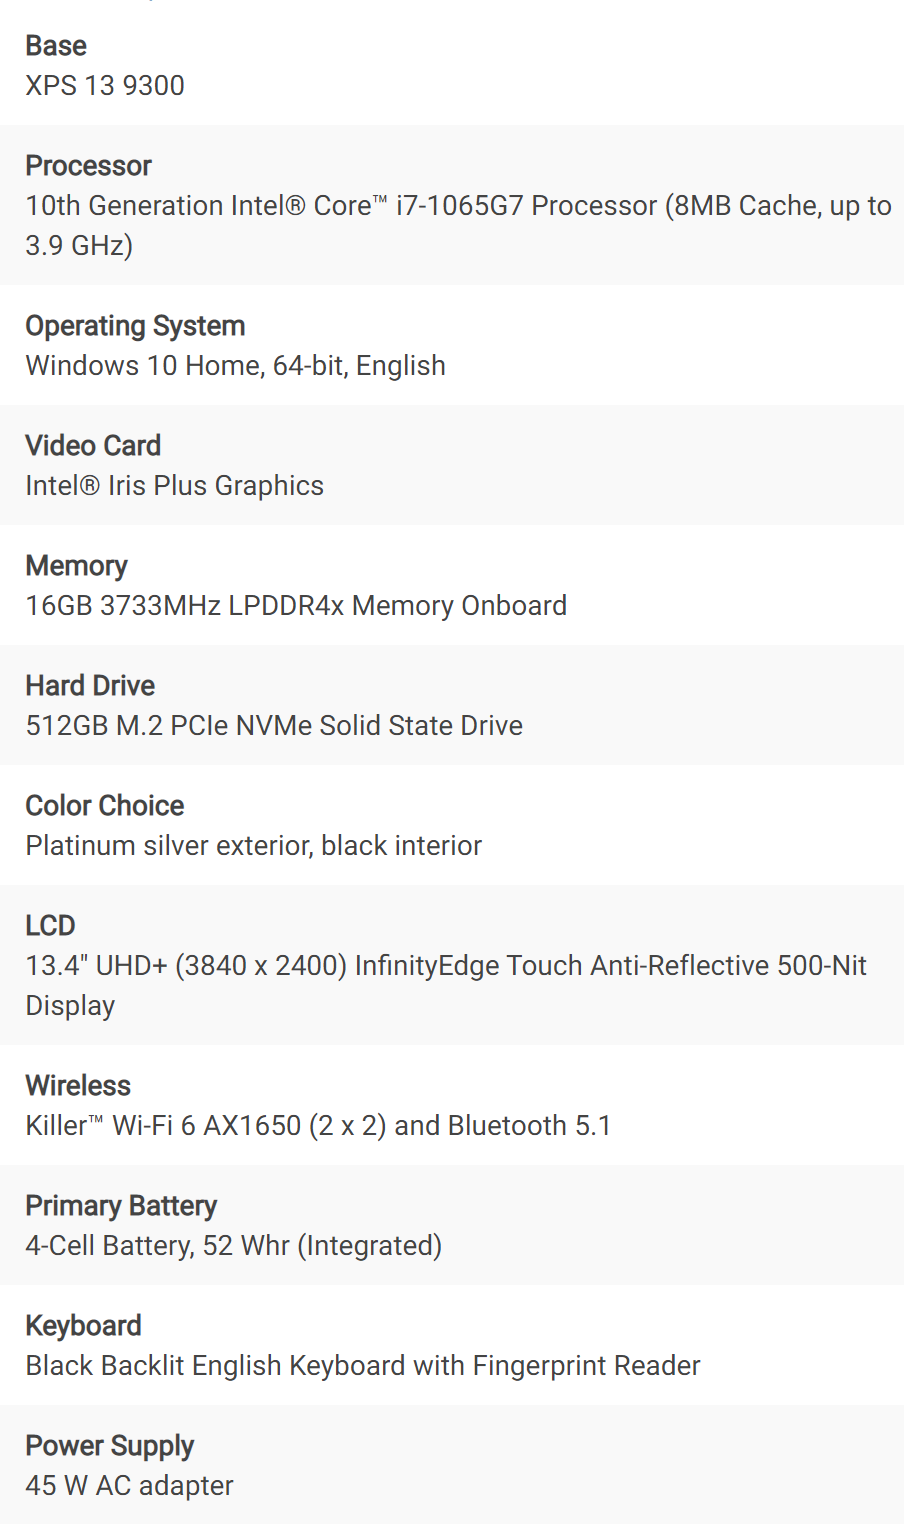 Base
XPS 13 9300
Processor
10th Generation Intel® Core™ i7-1065G7 Processor (8MB Cache, up to
3.9 GHz)
Operating System
Windows 10 Home, 64-bit, English
Video Card
Intel® Iris Plus Graphics
Memory
16GB 3733MHz LPDDR4x Memory Onboard
Hard Drive
512GB M.2 PCIe NVMe Solid State Drive
Color Choice
Platinum silver exterior, black interior
LCD
13.4" UHD+ (3840 x 2400) InfinityEdge Touch Anti-Reflective 500-Nit
Display
Wireless
Killer™ Wi-Fi 6 AX1650 (2 x 2) and Bluetooth 5.1
Primary Battery
4-Cell Battery, 52 Whr (Integrated)
Keyboard
Black Backlit English Keyboard with Fingerprint Reader
Power Supply
45 W AC adapter